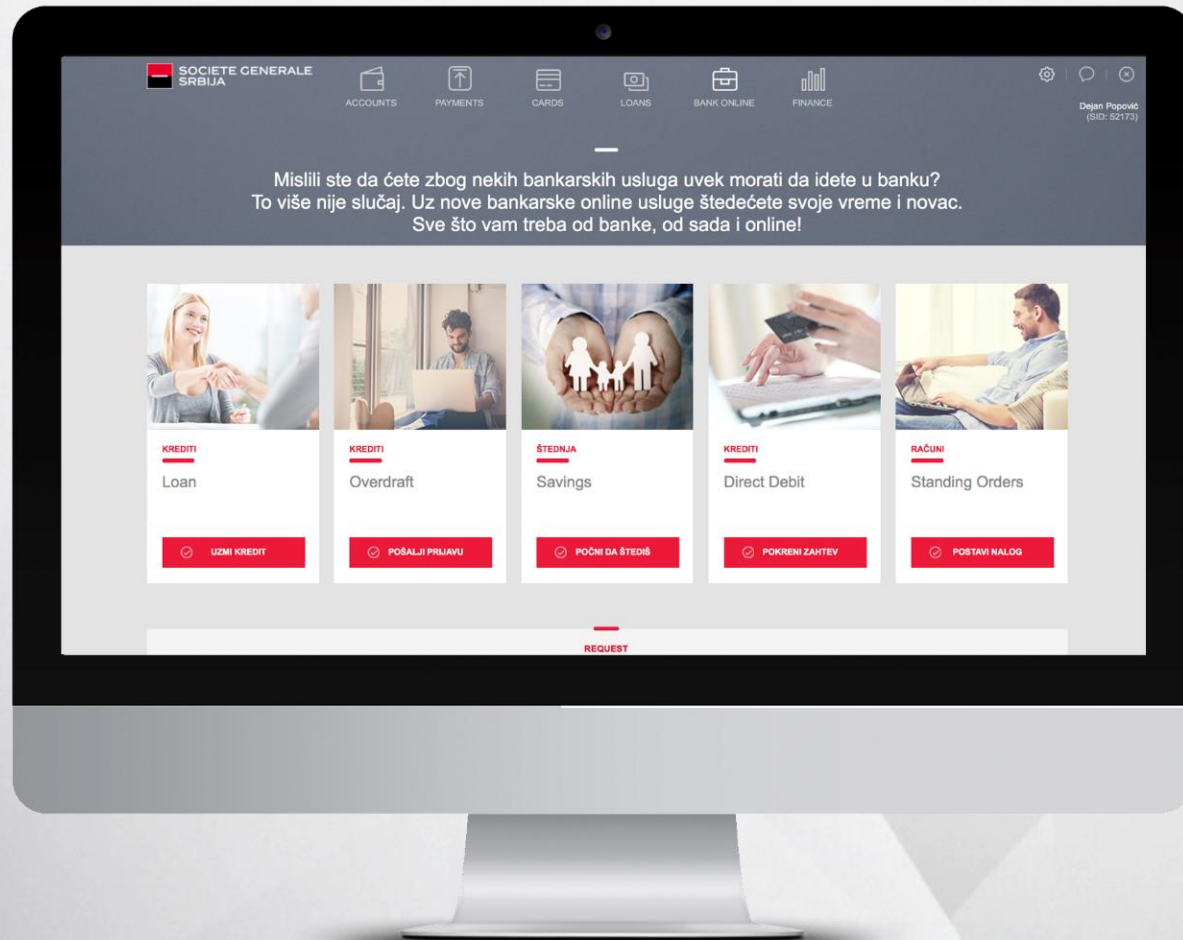 SOCIETE GENERALE
SRBIJA
ACCOUNTS
PAYMENTS
CARDS
LOANS
BANK ONLINE
FINANCE
Dejan Popović
(SID: 52173)
Mislili ste da ćete zbog nekih bankarskih usluga uvek morati da idete u banku?
To više nije slučaj. Uz nove bankarske online usluge štedećete svoje vreme i novac.
Sve što vam treba od banke, od sada i online!
KREDITI
Loan
UZMI KREDIT
KREDITI
Overdraft
POŠALJI PRIJAVU
ŠTEDNJA
Savings
POČNI DA ŠTEDIŠ
KREDITI
Direct Debit
POKRENI ZAHTEV
RAČUNI
Standing Orders
POSTAVI NALOG
REQUEST